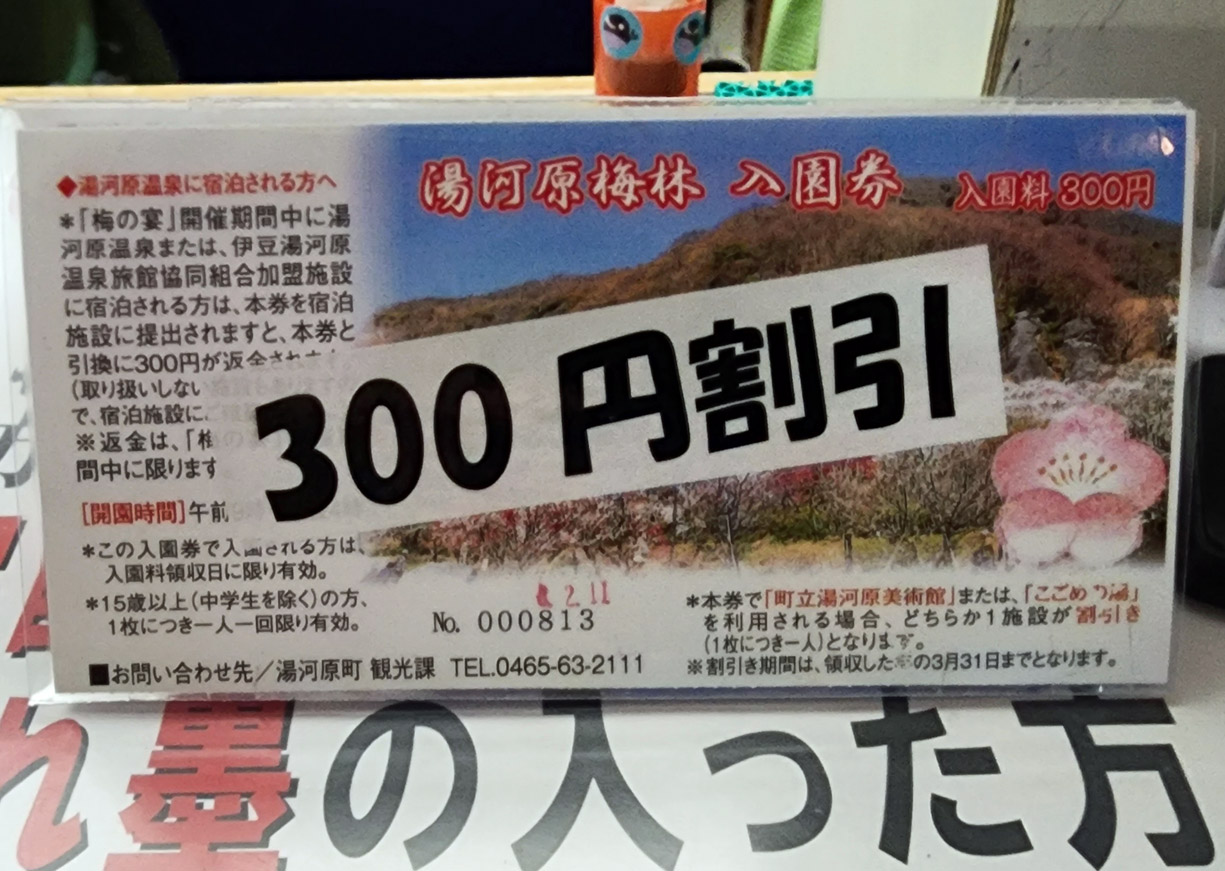 ◆湯河原温泉に宿泊される方へ
*「梅の宴」開催期間中に湯
河原温泉または、伊豆湯河原
温泉旅館協同組合加盟施設
に宿泊される方は、本券を宿泊
施設に提出されますと、本券と
引換に300円が返金されます。
(取り扱いしない
で、宿泊施設に
※返金は、「梅
間中に限ります
[開園時間]午前
*この入園券で入園される方は、
入園料領収日に限り有効。
*15歳以上(中学生を除く)の方、
1枚につき一人一回限り有効。
湯河原梅林 入園券
入園料 300円
300円割引
2.11
No. 000813
■お問い合わせ先/湯河原町 観光課 TEL.0465-63-2111
*本券で「町立湯河原美術館」または、「こごめの湯」
を利用される場合、どちらか1施設が割引き
(1枚につき一人)となります。
※割引き期間は、領収した の3月31日までとなります。
墨の入った方